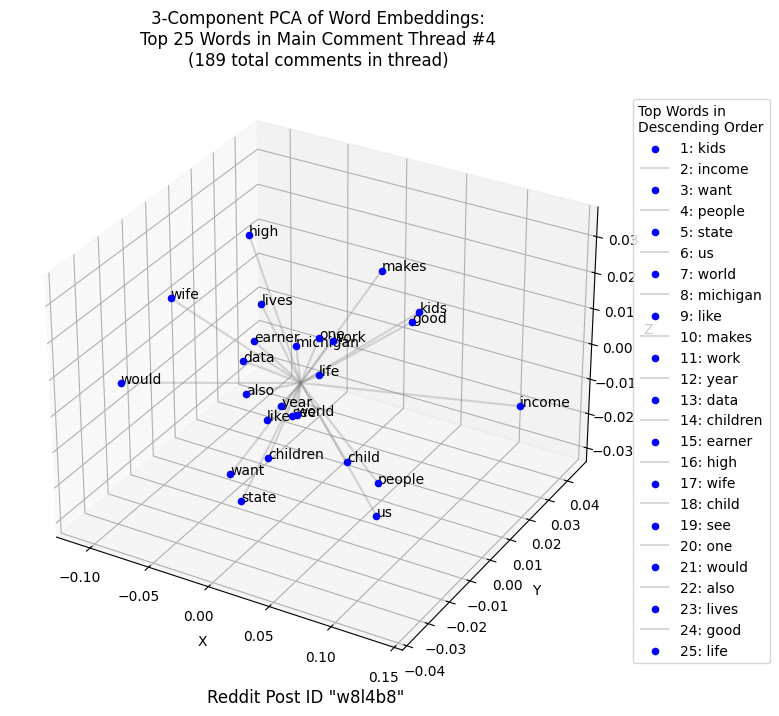 3-Component PCA of Word Embeddings:
Top 25 Words in Main Comment Thread #4
(189 total comments in thread)
Top Words in
Descending Order
1: kids
2: income
3: want
4: people
5: state
6: us
7: world
8: michigan
9: like
10: makes
11: work
12: year
13: data
14: children
15: earner
16: high
17: wife
18: child
19: see
20: one
21: would
22: also
23: lives
24: good
25: life
high
makes
wife
lives
kids
good
one
work
earner
michigan
data
life
would
also
income
year
like
see
world
children
child
want
people
state
us
0.03
0.02
0.01
0.00
−0.01
−0.02
−0.03
Z
0.04
0.03
0.02
0.01
0.00
−0.01
−0.02
−0.03
−0.04
Y
−0.10
−0.05
0.00
0.05
0.10
0.15
X
Reddit Post ID "w8l4b8"